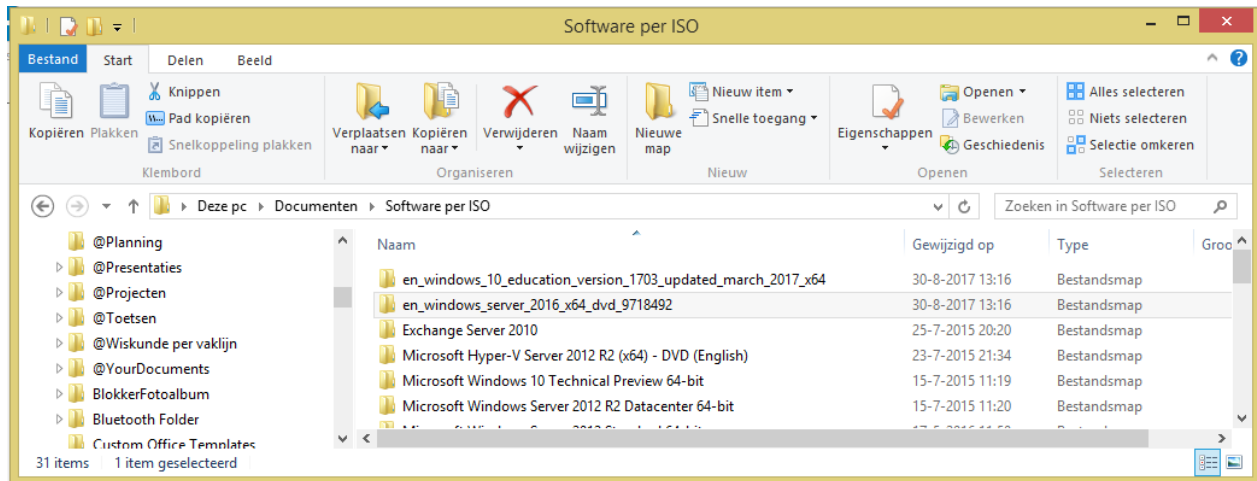 Software per ISO
Bestand Start Delen Beeld
Kopiëren Plakken Knippen Pad kopiëren Snelkoppeling plakken
Verplaatsen naar Kopiëren naar Verwijderen Naam wijzigen
Nieuwe map Nieuw item Snelle toegang
Eigenschappen Openen Bewerken Geschiedenis
Alles selecteren Niets selecteren Selectie omkeren
Klembord Organiseren Nieuw Openen Selecteren
Deze pc Documenten Software per ISO Zoeken in Software per ISO
@Planning
@Presentaties
@Projecten
@Toetsen
@Wiskunde per vaklijn
@YourDocuments
BlokkerFotoalbum
Bluetooth Folder
Custom Office Templates
Naam Gewijzigd op Type Groo
en_windows_10_education_version_1703_updated_march_2017_x64 30-8-2017 13:16 Bestandsmap
en_windows_server_2016_x64_dvd_9718492 30-8-2017 13:16 Bestandsmap
Exchange Server 2010 25-7-2015 20:20 Bestandsmap
Microsoft Hyper-V Server 2012 R2 (x64) - DVD (English) 23-7-2015 21:34 Bestandsmap
Microsoft Windows 10 Technical Preview 64-bit 15-7-2015 11:19 Bestandsmap
Microsoft Windows Server 2012 R2 Datacenter 64-bit 15-7-2015 11:20 Bestandsmap
31 items 1 item geselecteerd